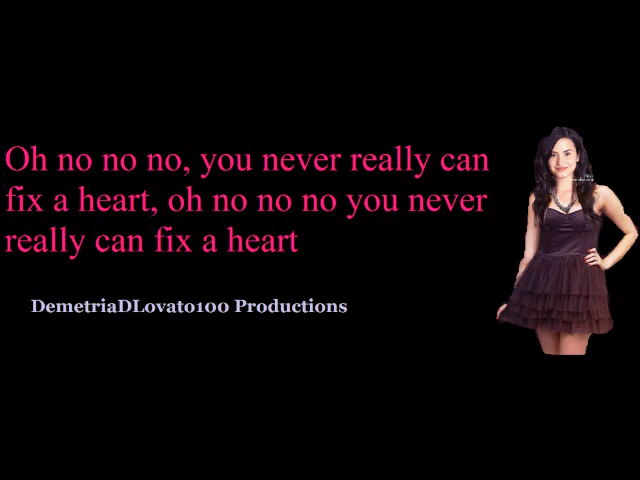 Oh no no no, you never really can
fix a heart, oh no no no you never
really can fix a heart
DemetriaDLovato100 Productions